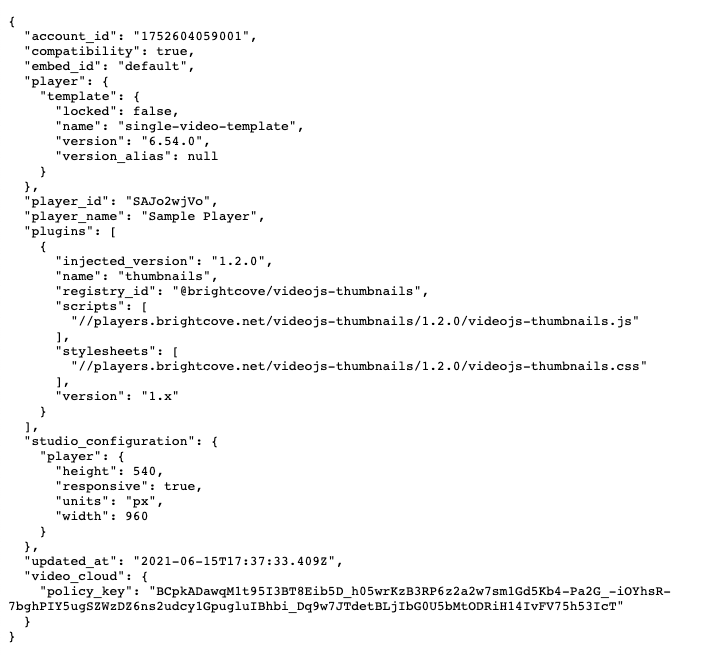 {
  "account_id": "1752604059001",
  "compatibility": true,
  "embed_id": "default",
  "player": {
    "template": {
      "locked": false,
      "name": "single-video-template",
      "version": "6.54.0",
      "version_alias": null
    }
  },
  "player_id": "SAJo2wjVo",
  "player_name": "Sample Player",
  "plugins": [
    {
      "injected_version": "1.2.0",
      "name": "thumbnails",
      "registry_id": "@brightcove/videojs-thumbnails",
      "scripts": [
        "//players.brightcove.net/videojs-thumbnails/1.2.0/videojs-thumbnails.js"
      ],
      "stylesheets": [
        "//players.brightcove.net/videojs-thumbnails/1.2.0/videojs-thumbnails.css"
      ],
      "version": "1.x"
    }
  ],
  "studio_configuration": {
    "player": {
      "height": 540,
      "responsive": true,
      "units": "px",
      "width": 960
    }
  },
  "updated_at": "2021-06-15T17:37:33.409Z",
  "video_cloud": {
    "policy_key": "BCpkADawqM1t95I3BT8Eib5D_h05wrKzB3RP6z2a2w7sm1Gd5Kb4-Pa2G_-iOYhsR-
7bghPIY5ugSZWzDZ6ns2udcy1GpugluIBhbi_Dq9w7JTdetBLjIbG0U5bMtODRiH14IvFV75h53IcT"
  }
}